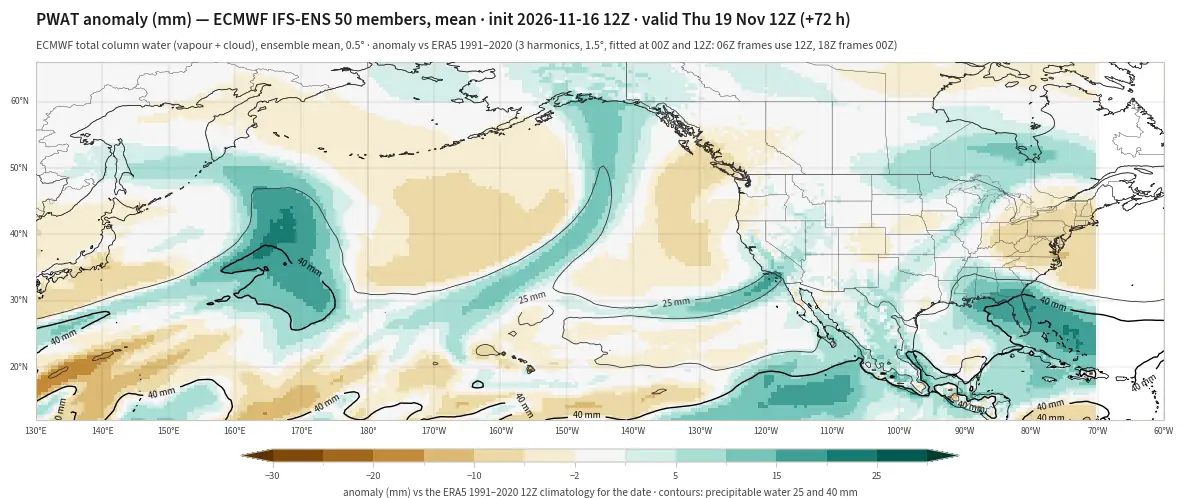 PWAT anomaly (mm) — ECMWF IFS-ENS 50 members, mean · init 2026-11-16 12Z · valid Thu 19 Nov 12Z (+72 h)
ECMWF total column water (vapour + cloud), ensemble mean, 0.5° · anomaly vs ERA5 1991–2020 (3 harmonics, 1.5°, fitted at 00Z and 12Z: 06Z frames use 12Z, 18Z frames 00Z)
60°N
50°N
40°N
40 mm
30°N
25 mm
25 mm
40 mm
40 mm
20°N
40 mm
40 mm
40 mm
40 mm
40 mm
40 mm
40 mm
40 mm
130°E 140°E 150°E 160°E 170°E 180° 170°W 160°W 150°W 140°W 130°W 120°W 110°W 100°W 90°W 80°W 70°W 60°W
−30 −20 −10 −2 5 15 25
anomaly (mm) vs the ERA5 1991–2020 12Z climatology for the date · contours: precipitable water 25 and 40 mm